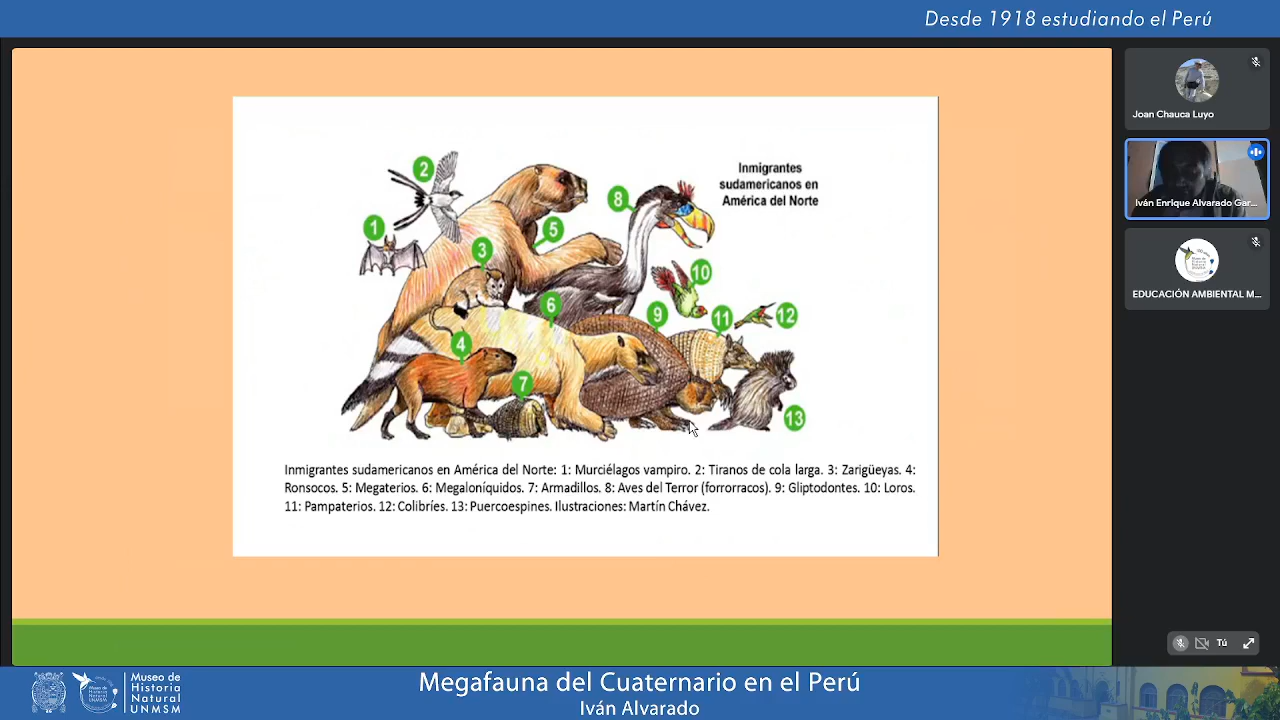 Desde 1918 estudiando el Perú
Inmigrantes
sudamericanos en
América del Norte
1
2
3
4
5
6
7
8
9
10
11
12
13
Inmigrantes sudamericanos en América del Norte: 1: Murciélagos vampiro. 2: Tiranos de cola larga. 3: Zarigüeyas. 4:
Ronsocos. 5: Megaterios. 6: Megaloníquidos. 7: Armadillos. 8: Aves del Terror (forrorracos). 9: Gliptodontes. 10: Loros.
11: Pampaterios. 12: Colibríes. 13: Puercoespines. Ilustraciones: Martín Chávez.
Joan Chauca Luyo
Iván Enrique Alvarado Gar...
EDUCACIÓN AMBIENTAL M...
Tú
Museo de
Historia
Natural
UNMSM
Megafauna del Cuaternario en el Perú
Iván Alvarado